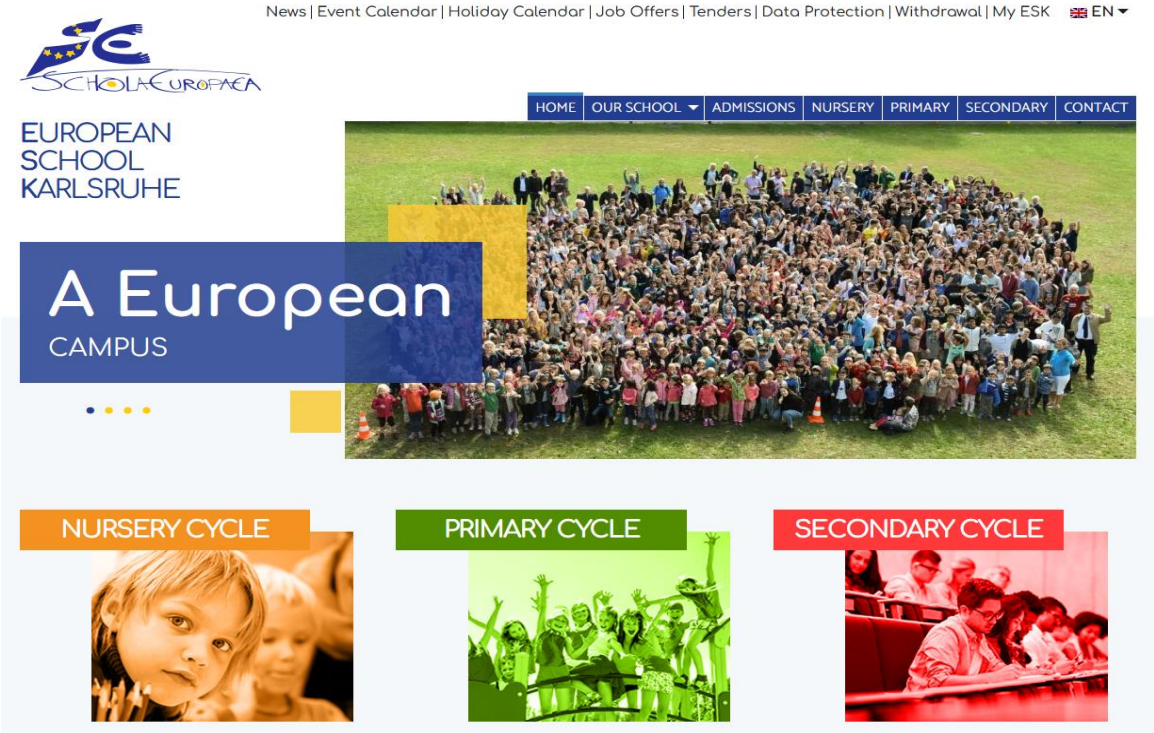 News | Event Calendar | Holiday Calendar | Job Offers | Tenders | Data Protection | Withdrawal | My ESK EN
SCHOLA EUROPAEA
HOME OUR SCHOOL ADMISSIONS NURSERY PRIMARY SECONDARY CONTACT
EUROPEAN
SCHOOL
KARLSRUHE
A European
CAMPUS
NURSERY CYCLE PRIMARY CYCLE SECONDARY CYCLE